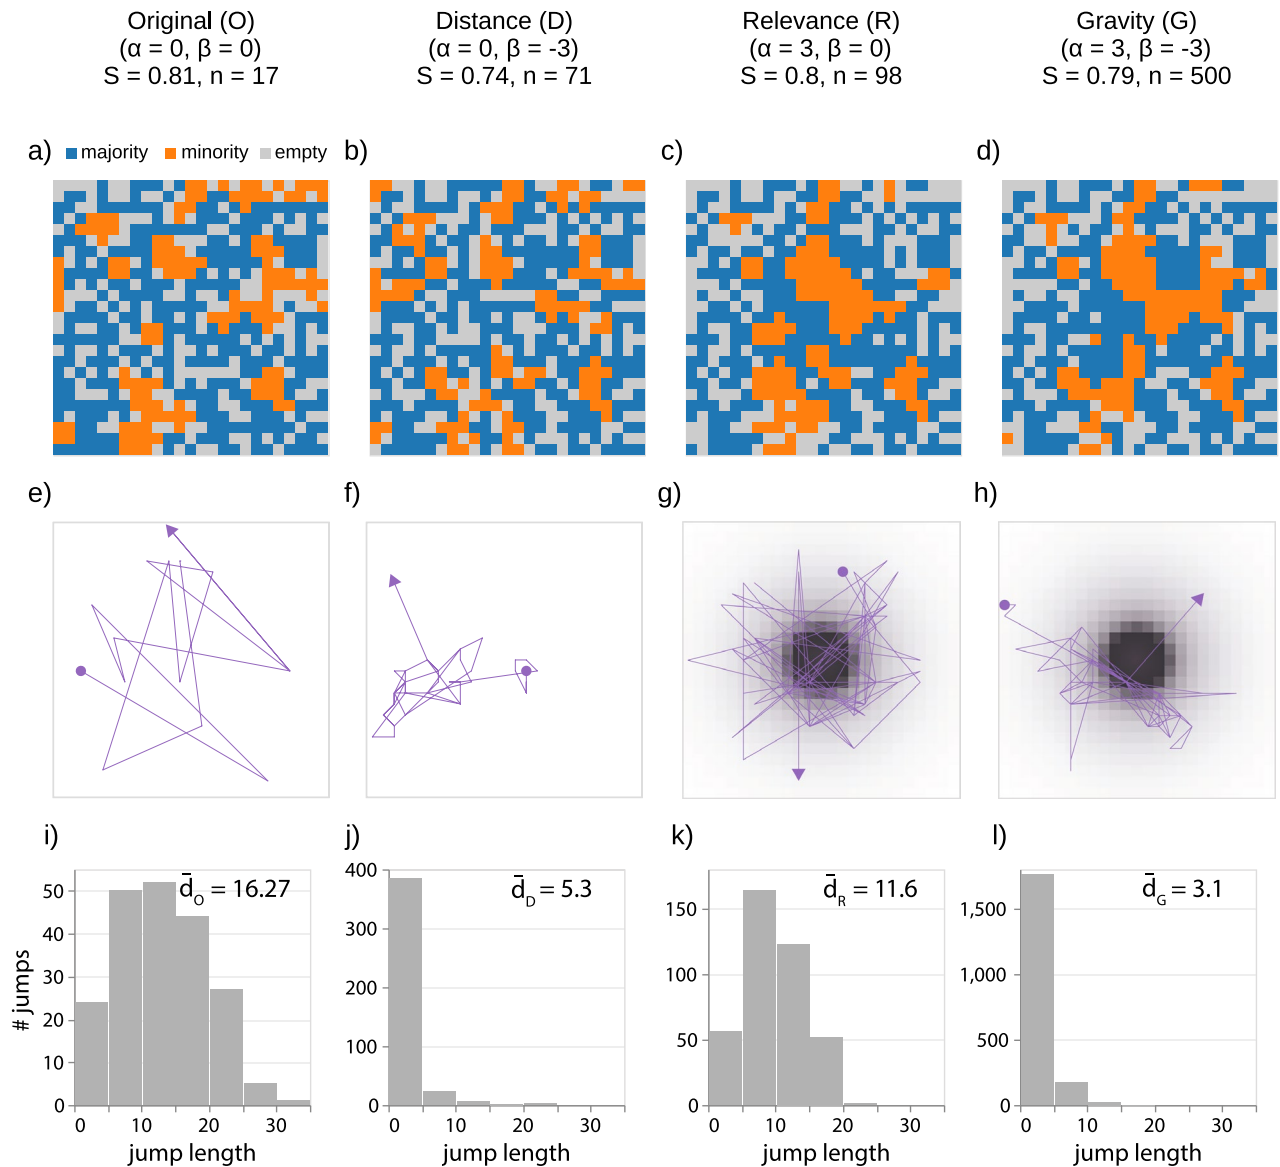 Original (O)
(α = 0, β = 0)
S = 0.81, n = 17
Distance (D)
(α = 0, β = -3)
S = 0.74, n = 71
Relevance (R)
(α = 3, β = 0)
S = 0.8, n = 98
Gravity (G)
(α = 3, β = -3)
S = 0.79, n = 500
a) majority minority empty
b)
c)
d)
e)
f)
g)
h)
i)
d̄O = 16.27
# jumps
50
40
30
20
10
0
0 10 20 30
jump length
j)
d̄D = 5.3
400
300
200
100
0
0 10 20 30
jump length
k)
d̄R = 11.6
150
100
50
0
0 10 20 30
jump length
l)
d̄G = 3.1
1,500
1,000
500
0
0 10 20 30
jump length